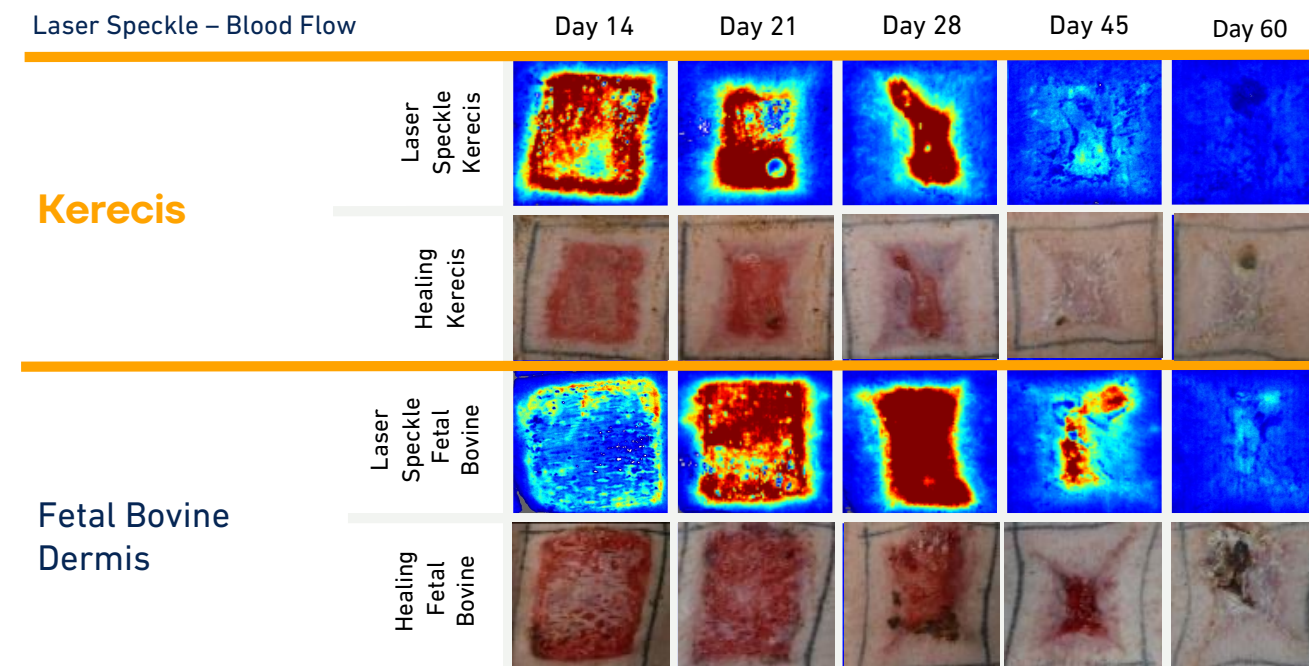 Laser Speckle – Blood Flow
Day 14
Day 21
Day 28
Day 45
Day 60
Kerecis
Laser
Speckle
Kerecis
Healing
Kerecis
Fetal Bovine
Dermis
Laser
Speckle
Fetal
Bovine
Healing
Fetal
Bovine